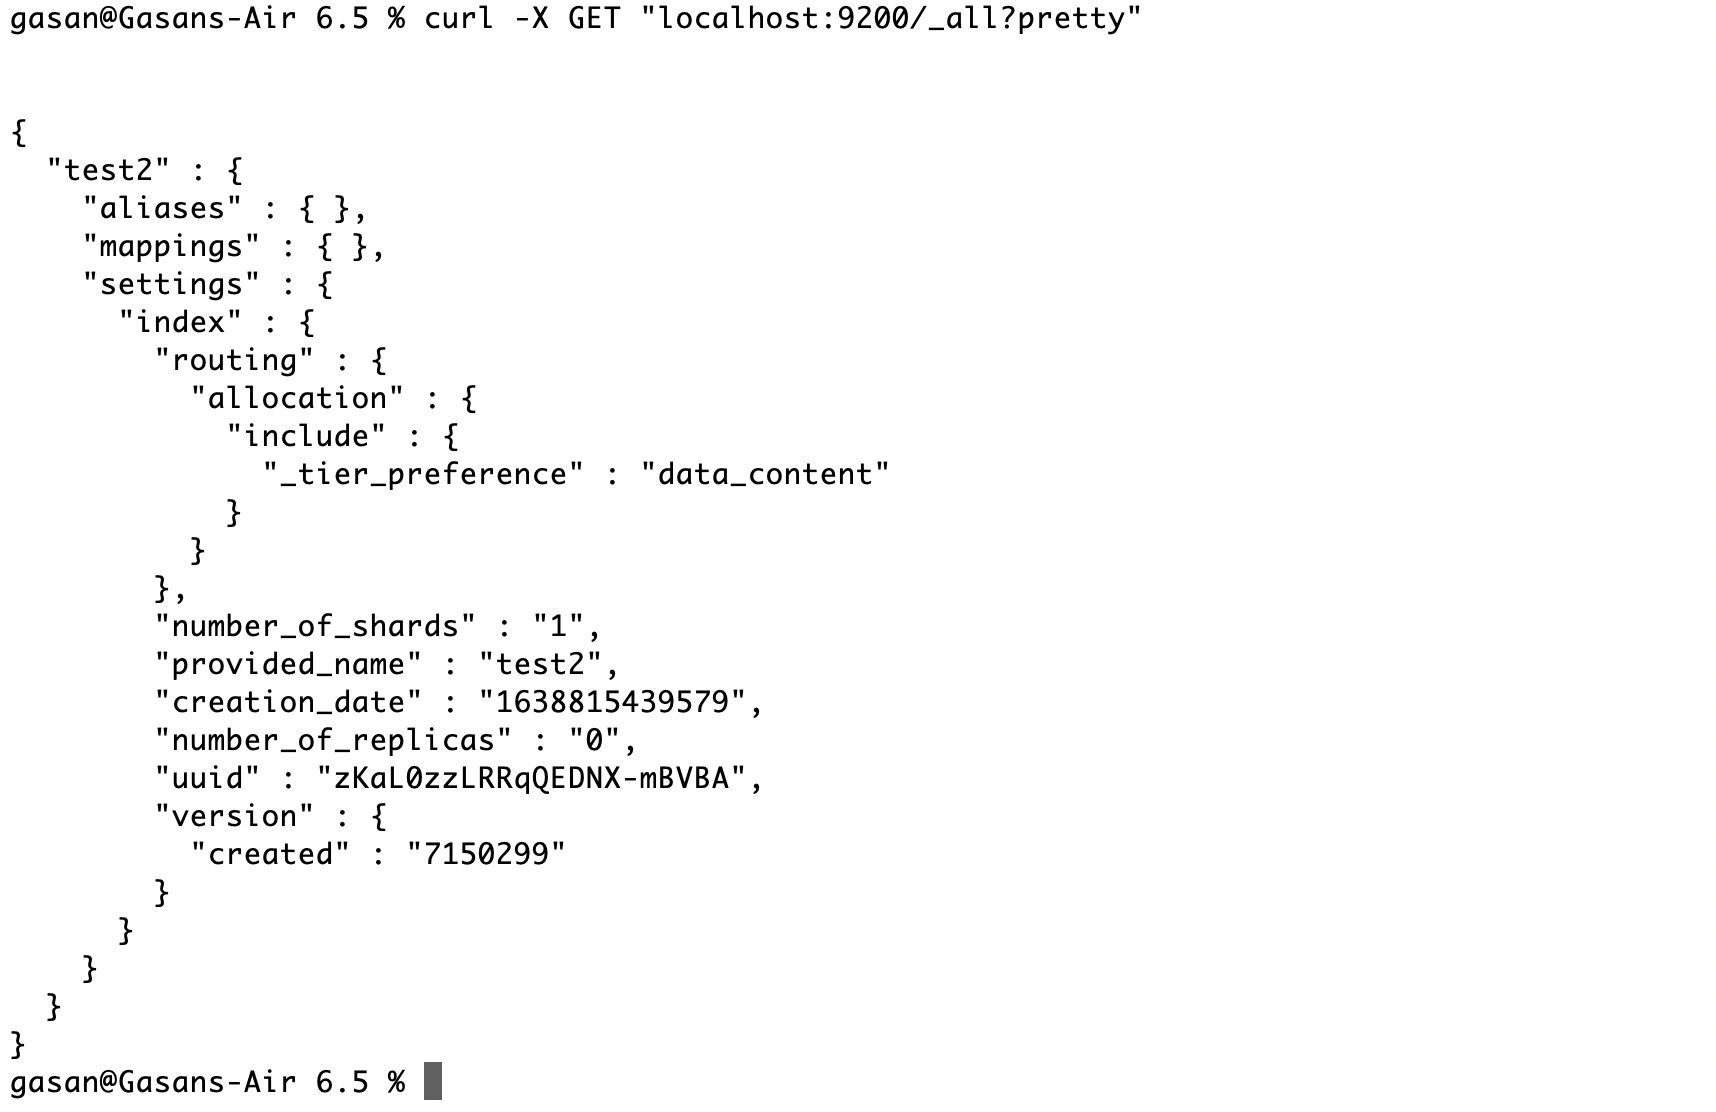 gasan@Gasans-Air 6.5 % curl -X GET "localhost:9200/_all?pretty"
{
  "test2" : {
    "aliases" : { },
    "mappings" : { },
    "settings" : {
      "index" : {
        "routing" : {
          "allocation" : {
            "include" : {
              "_tier_preference" : "data_content"
            }
          }
        },
        "number_of_shards" : "1",
        "provided_name" : "test2",
        "creation_date" : "1638815439579",
        "number_of_replicas" : "0",
        "uuid" : "zKaL0zzLRRqQEDNX-mBVBA",
        "version" : {
          "created" : "7150299"
        }
      }
    }
  }
}
gasan@Gasans-Air 6.5 %